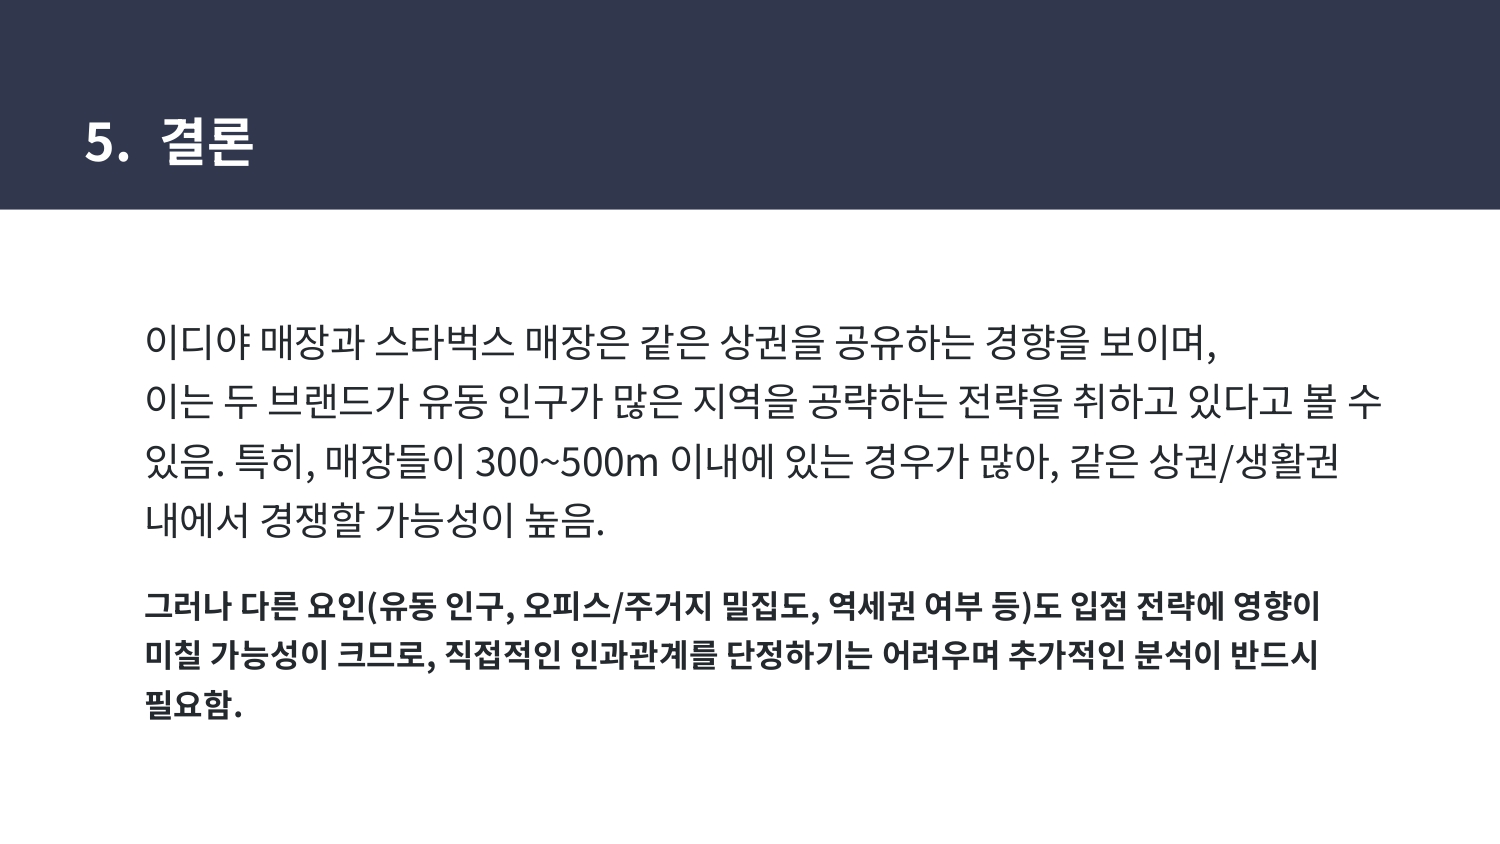 5. 결론
이디야 매장과 스타벅스 매장은 같은 상권을 공유하는 경향을 보이며,
이는 두 브랜드가 유동 인구가 많은 지역을 공략하는 전략을 취하고 있다고 볼 수
있음. 특히, 매장들이 300~500m 이내에 있는 경우가 많아, 같은 상권/생활권
내에서 경쟁할 가능성이 높음.
그러나 다른 요인(유동 인구, 오피스/주거지 밀집도, 역세권 여부 등)도 입점 전략에 영향이
미칠 가능성이 크므로, 직접적인 인과관계를 단정하기는 어려우며 추가적인 분석이 반드시
필요함.